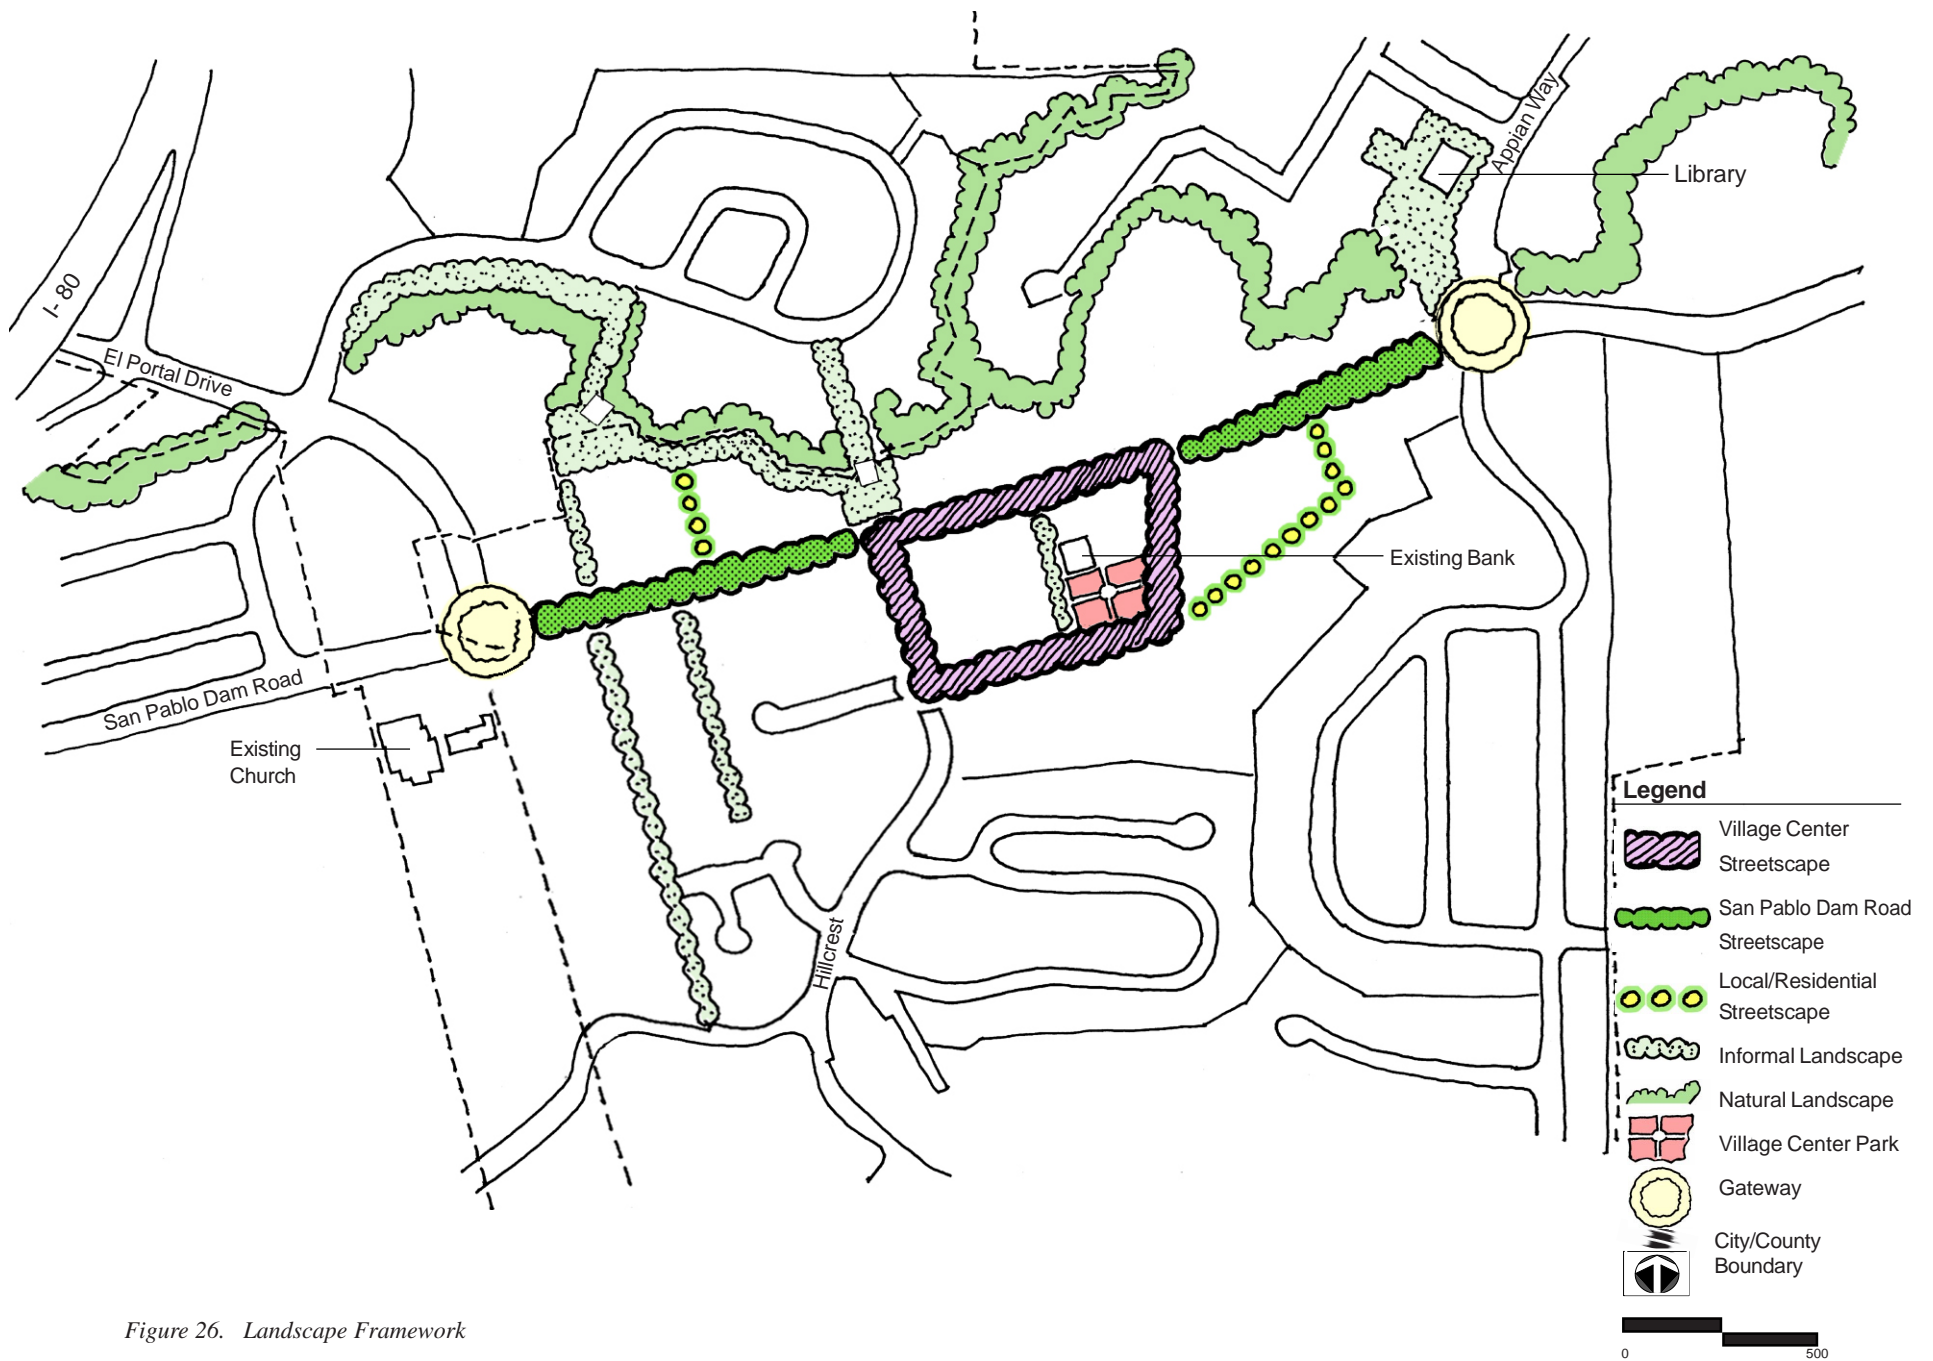 Appian Way
Library
I- 80
El Portal Drive
Existing Bank
San Pablo Dam Road
Existing
Church
Hillcrest
Legend
Village Center
Streetscape
San Pablo Dam Road
Streetscape
Local/Residential
Streetscape
Informal Landscape
Natural Landscape
Village Center Park
Gateway
City/County
Boundary
0 500
Figure 26. Landscape Framework